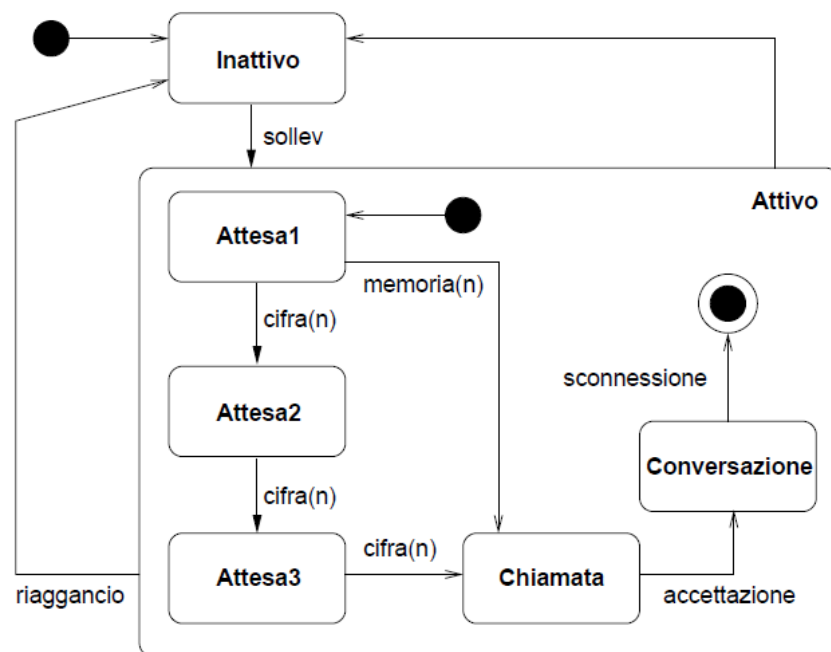 Inattivo
sollev
Attivo
Attesa1
memoria(n)
cifra(n)
sconnessione
Attesa2
Conversazione
cifra(n)
cifra(n)
Attesa3
Chiamata
riaggancio
accettazione